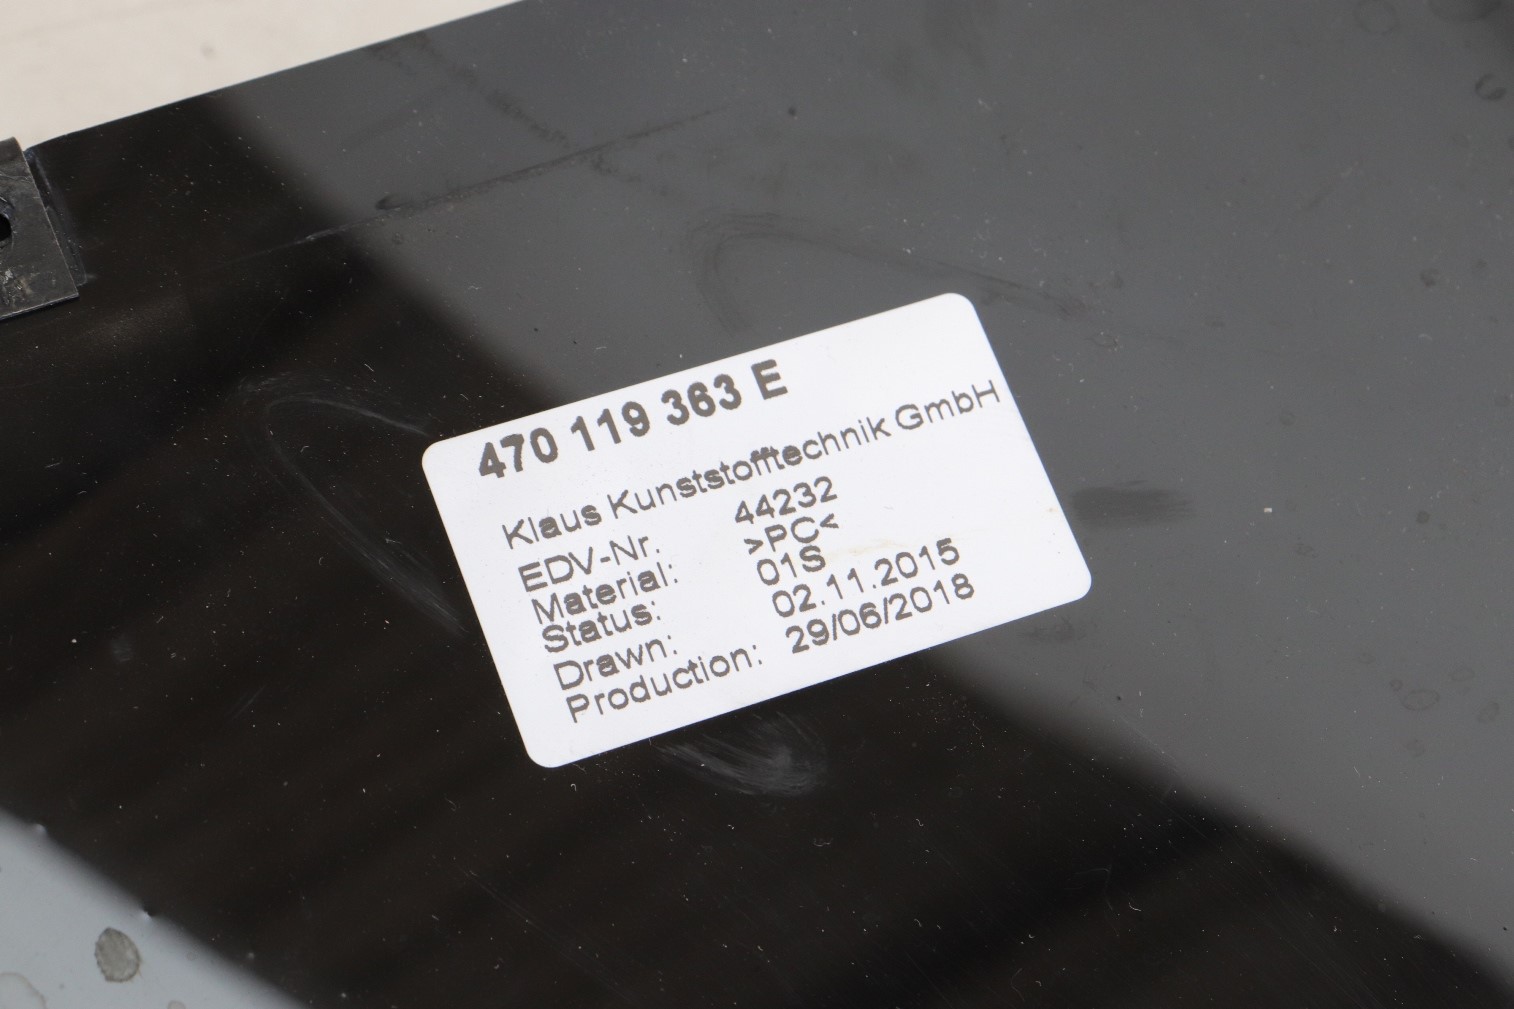 470 119 363 E
Klaus Kunststofftechnik GmbH
EDV-Nr. 44232
Material: >PC<
Status: 01S
Drawn: 02.11.2015
Production: 29/06/2018